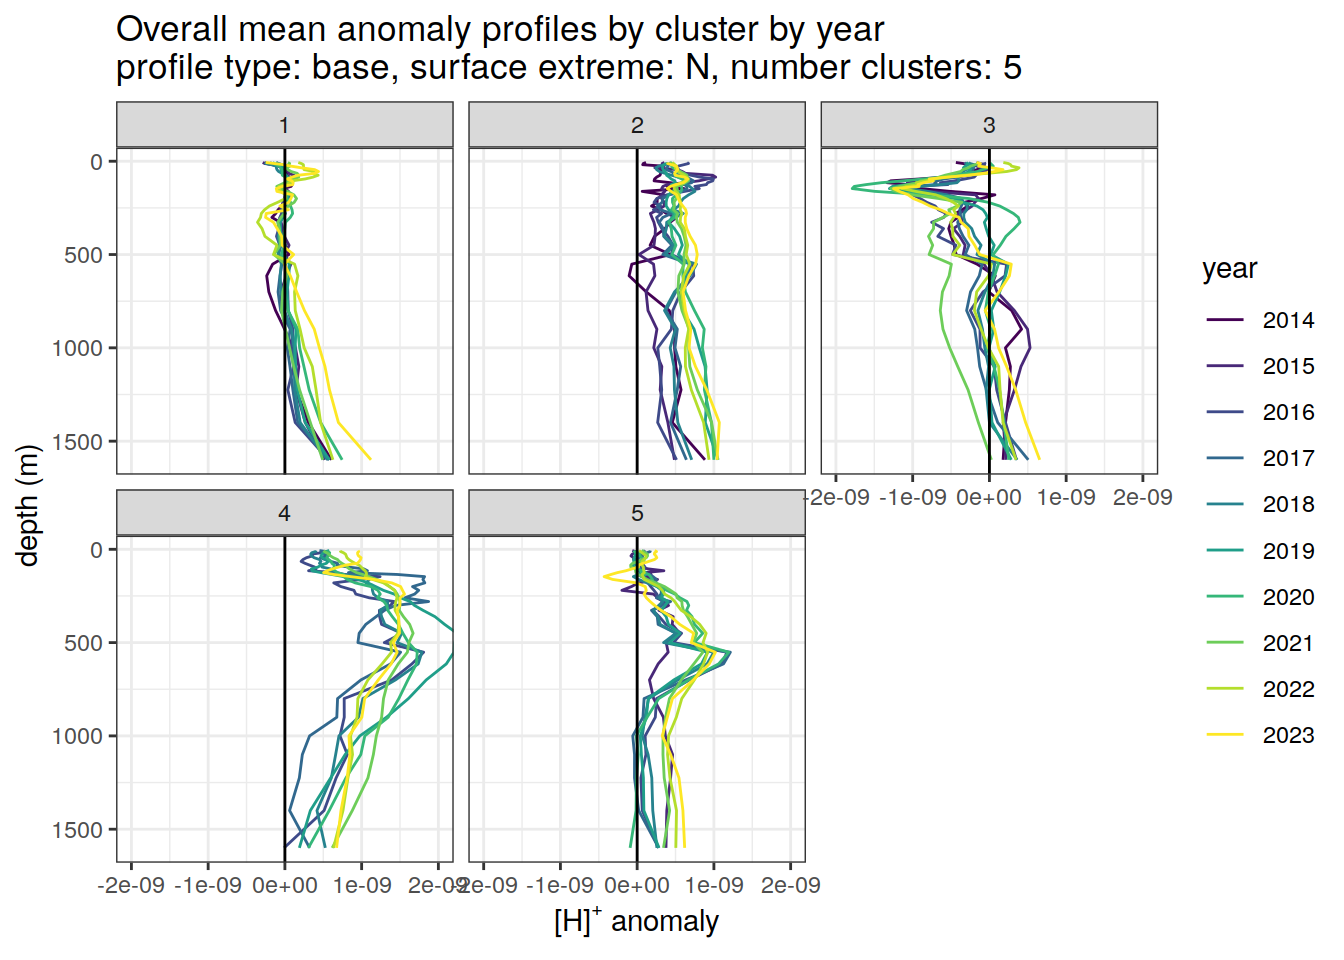 Overall mean anomaly profiles by cluster by year
profile type: base, surface extreme: N, number clusters: 5
1
2
3
0
500
1000
1500
-2e-09 -1e-09 0e+00 1e-09 2e-09
4
5
0
500
1000
1500
-2e-09 -1e-09 0e+00 1e-09 2e-09
-2e-09 -1e-09 0e+00 1e-09 2e-09
[H]⁺ anomaly
depth (m)
year
2014
2015
2016
2017
2018
2019
2020
2021
2022
2023